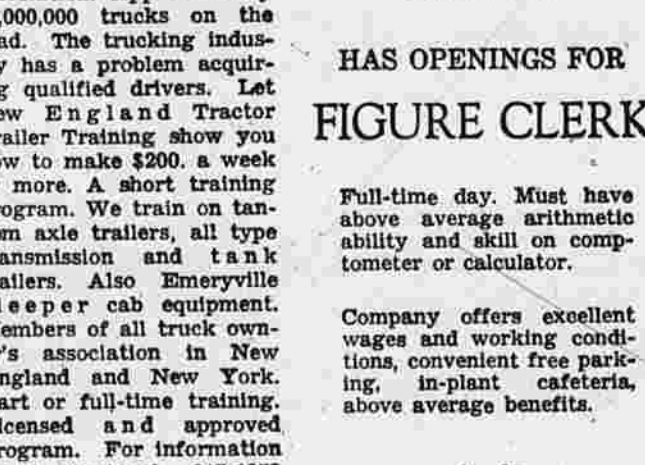 ,000,000 trucks on the
ad. The trucking indus-
y has a problem acquir-
g qualified drivers. Let
ew England Tractor
railer Training show you
ow to make $200. a week
more. A short training
rogram. We train on tan-
m axle trailers, all type
ansmission and tank
ailers. Also Emeryville
leeper cab equipment.
embers of all truck own-
r's association in New
ngland and New York.
art or full-time training.
icensed and approved
rogram. For information
HAS OPENINGS FOR
FIGURE CLERK
Full-time day. Must have
above average arithmetic
ability and skill on comp-
tometer or calculator.
Company offers excellent
wages and working condi-
tions, convenient free park-
ing, in-plant cafeteria,
above average benefits.